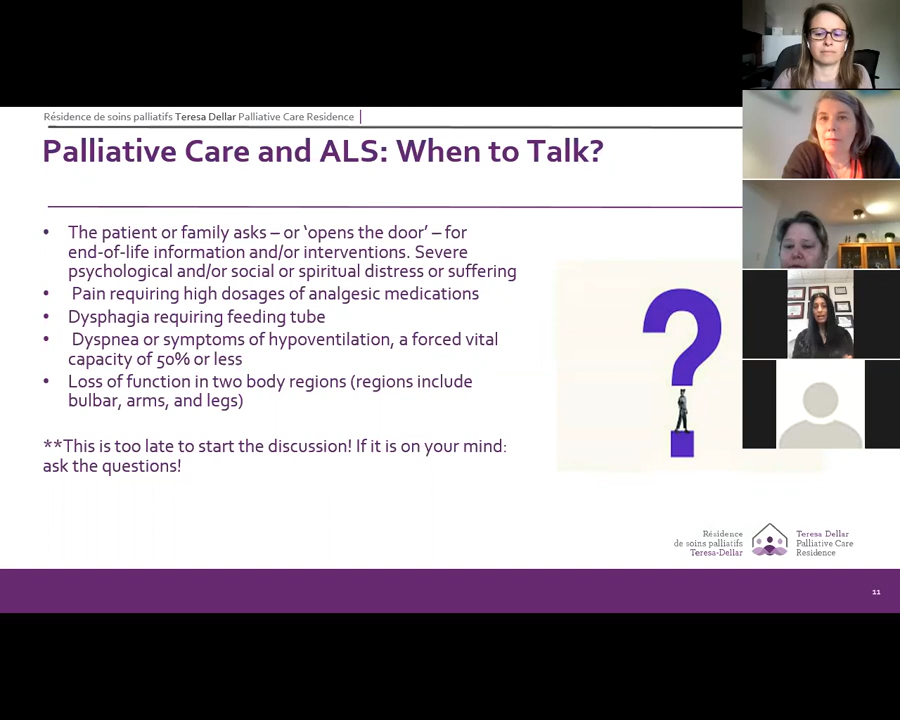 Résidence de soins palliatifs Teresa Dellar Palliative Care Residence
Palliative Care and ALS: When to Talk?
• The patient or family asks – or ‘opens the door’ – for
end-of-life information and/or interventions. Severe
psychological and/or social or spiritual distress or suffering
• Pain requiring high dosages of analgesic medications
• Dysphagia requiring feeding tube
• Dyspnea or symptoms of hypoventilation, a forced vital
capacity of 50% or less
• Loss of function in two body regions (regions include
bulbar, arms, and legs)
**This is too late to start the discussion! If it is on your mind:
ask the questions!
Résidence
de soins palliatifs
Teresa-Dellar
Teresa Dellar
Palliative Care
Residence
11